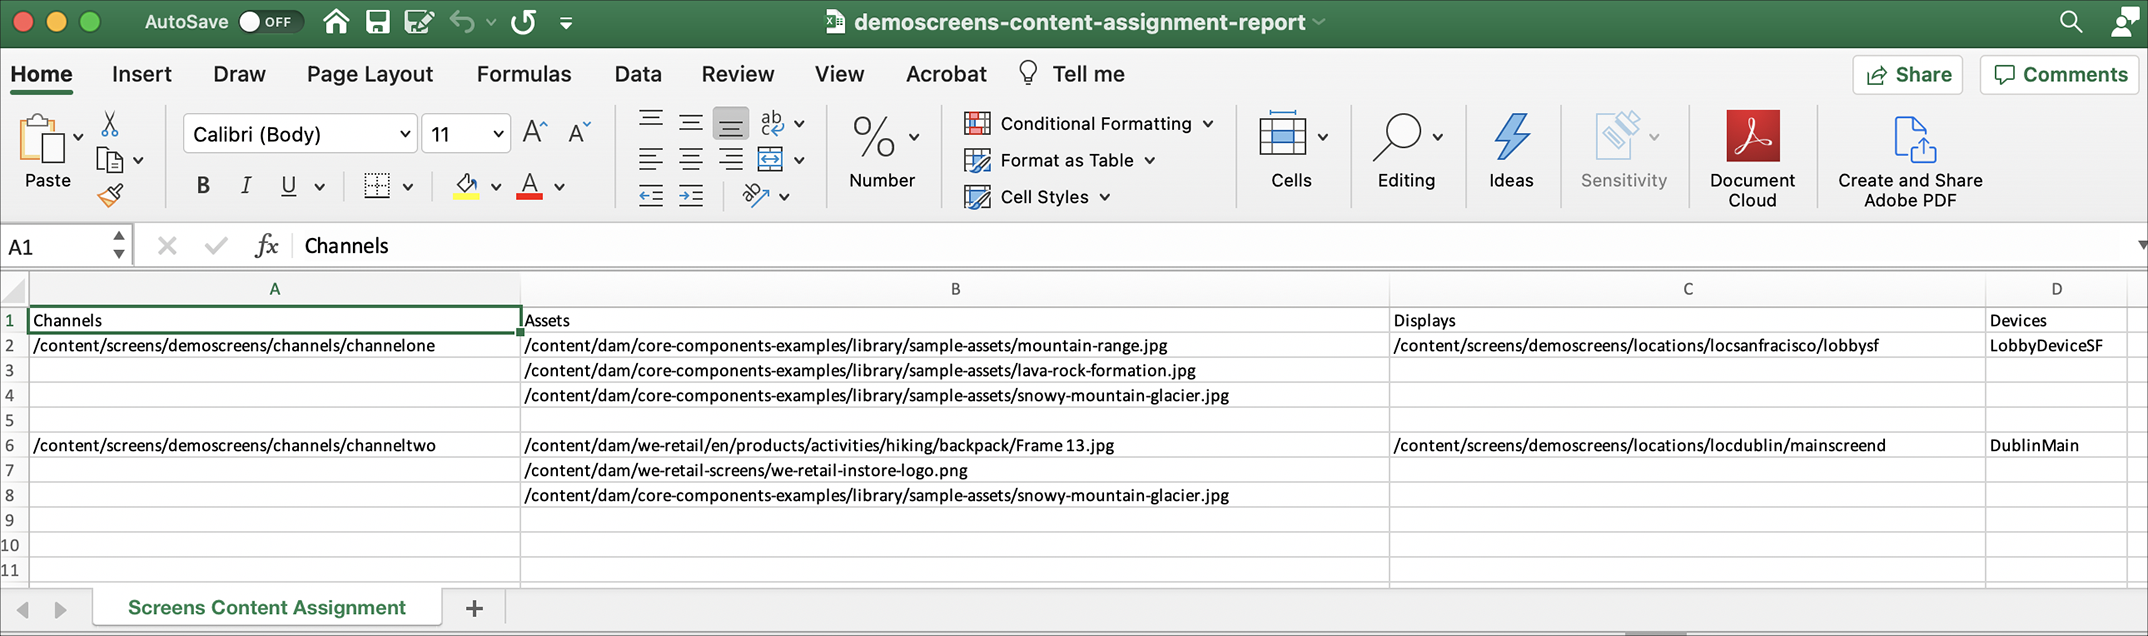 AutoSave OFF demoscreens-content-assignment-report
Home Insert Draw Page Layout Formulas Data Review View Acrobat Tell me Share Comments
Paste Calibri (Body) 11 A A ab c
B I U A ab
% Number
Conditional Formatting
Format as Table
Cell Styles
Cells Editing Ideas Sensitivity Document Cloud Create and Share Adobe PDF
A1 fx Channels
A B C D
1 Channels Assets Displays Devices
2 /content/screens/demoscreens/channels/channelone /content/dam/core-components-examples/library/sample-assets/mountain-range.jpg /content/screens/demoscreens/locations/locsanfracisco/lobbysf LobbyDeviceSF
3 /content/dam/core-components-examples/library/sample-assets/lava-rock-formation.jpg
4 /content/dam/core-components-examples/library/sample-assets/snowy-mountain-glacier.jpg
5
6 /content/screens/demoscreens/channels/channeltwo /content/dam/we-retail/en/products/activities/hiking/backpack/Frame 13.jpg /content/screens/demoscreens/locations/locdublin/mainscreend DublinMain
7 /content/dam/we-retail-screens/we-retail-instore-logo.png
8 /content/dam/core-components-examples/library/sample-assets/snowy-mountain-glacier.jpg
9
10
11
Screens Content Assignment +